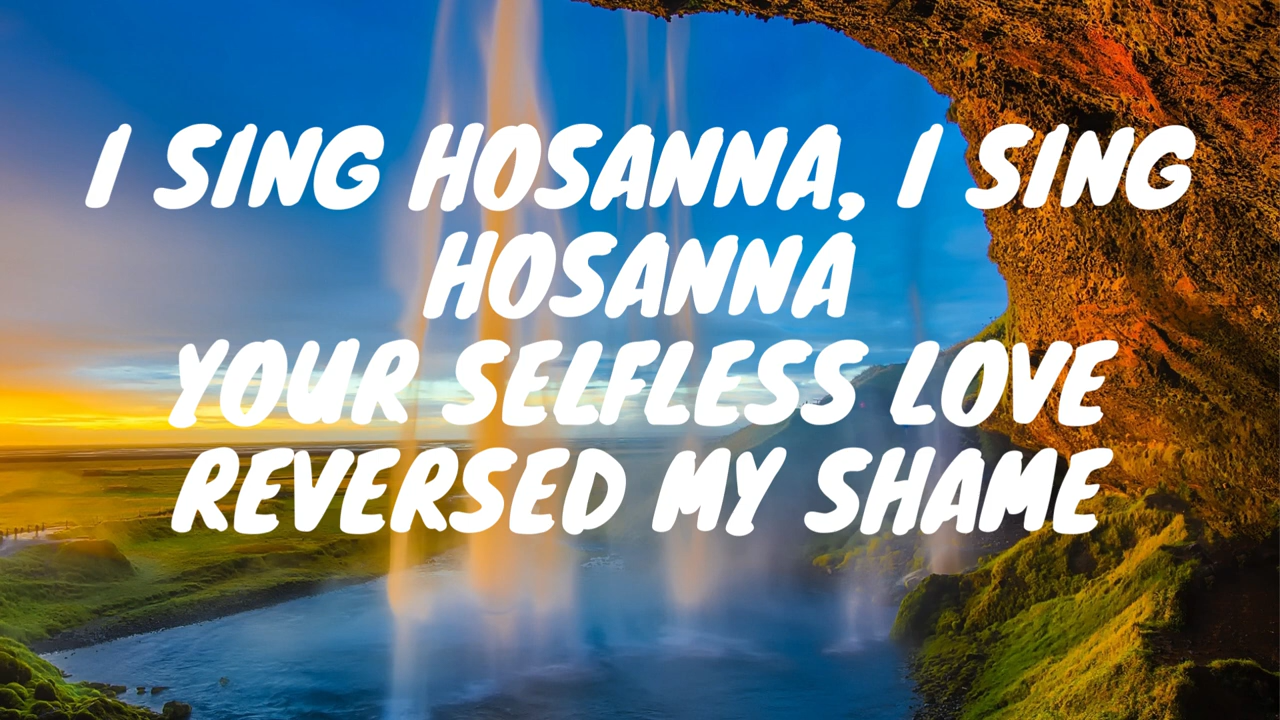 I SING HOSANNA, I SING
HOSANNA
YOUR SELFLESS LOVE
REVERSED MY SHAME